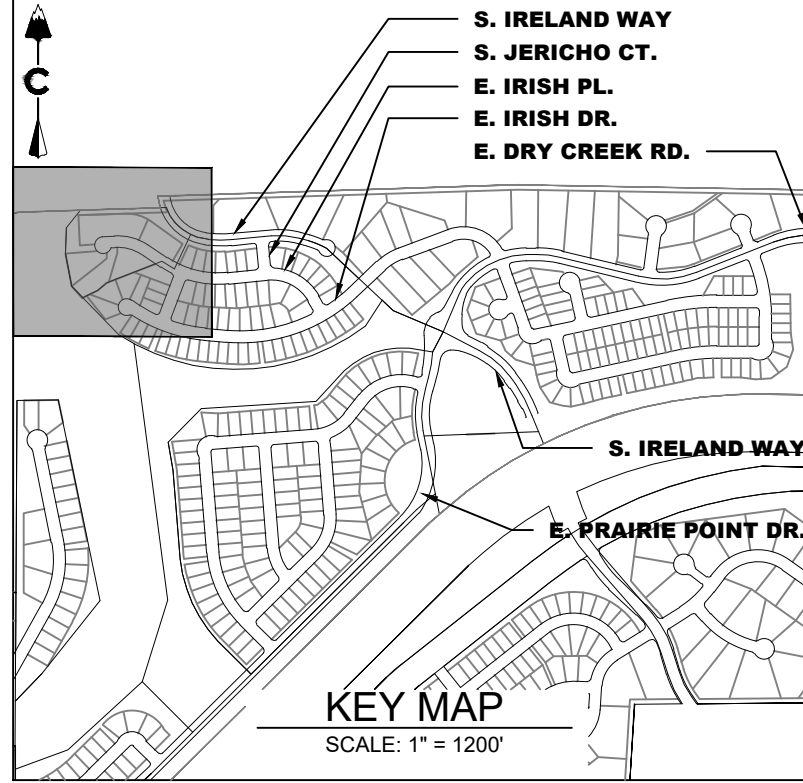 S. IRELAND WAY
S. JERICHO CT.
E. IRISH PL.
E. IRISH DR.
E. DRY CREEK RD.
C
S. IRELAND WAY
E. PRAIRIE POINT DR.
KEY MAP
SCALE: 1" = 1200'